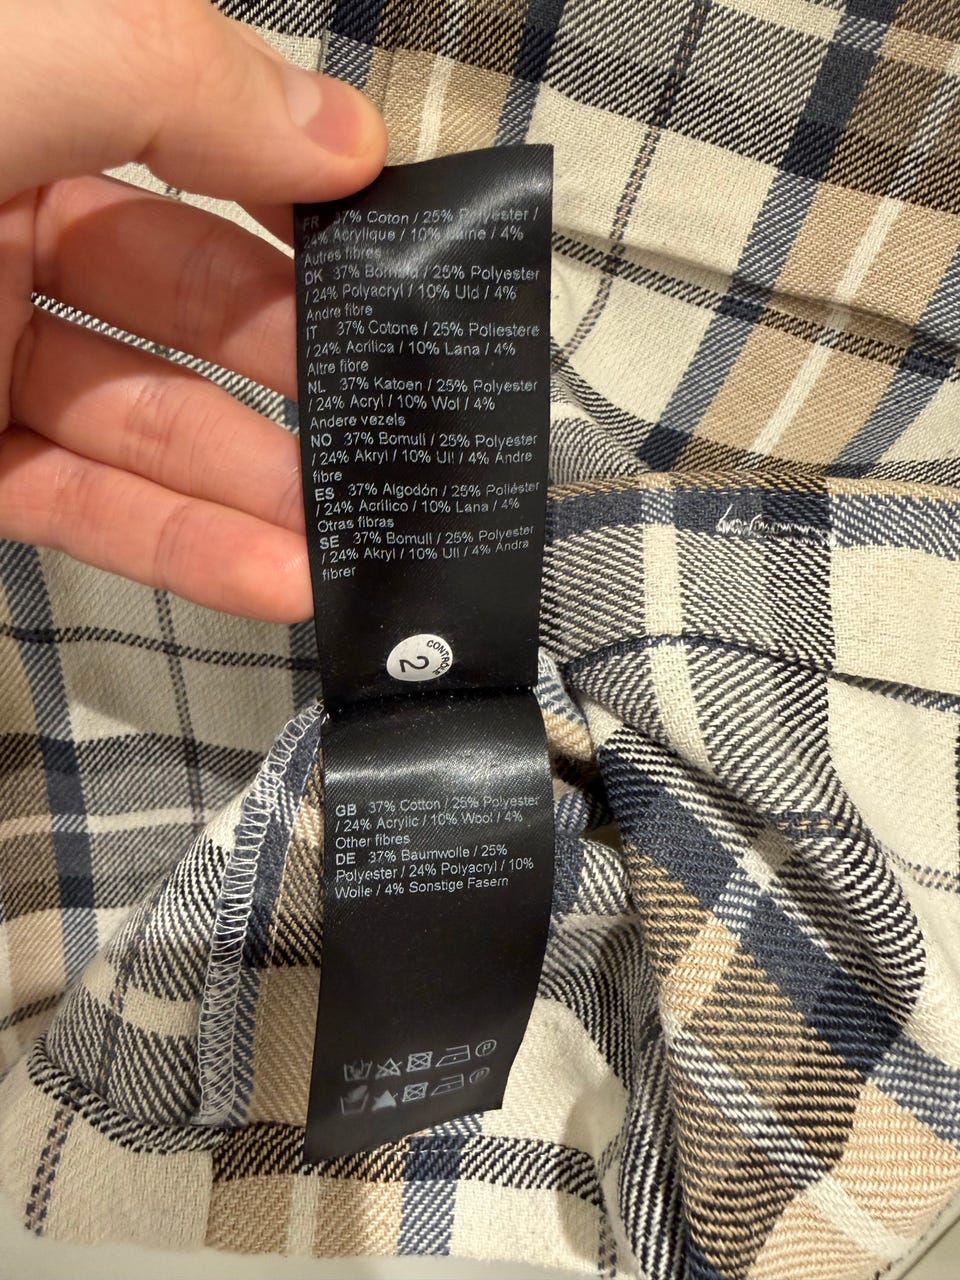 FR 37% Coton / 25% Polyester /
24% Acrylique / 10% Laine / 4%
Autres fibres
DK 37% Bomuld / 25% Polyester
/ 24% Polyacryl / 10% Uld / 4%
Andre fibre
IT 37% Cotone / 25% Poliestere
/ 24% Acrilica / 10% Lana / 4%
Altre fibre
NL 37% Katoen / 25% Polyester
/ 24% Acryl / 10% Wol / 4%
Andere vezels
NO 37% Bomull / 25% Polyester
/ 24% Akryl / 10% Ull / 4% Andre
fibre
ES 37% Algodón / 25% Poliéster
/ 24% Acrílico / 10% Lana / 4%
Otras fibras
SE 37% Bomull / 25% Polyester
/ 24% Akryl / 10% Ull / 4% Andra
fibrer
CONTROLE
2
GB 37% Cotton / 25% Polyester
/ 24% Acrylic / 10% Wool / 4%
Other fibres
DE 37% Baumwolle / 25%
Polyester / 24% Polyacryl / 10%
Wolle / 4% Sonstige Fasern
P
P